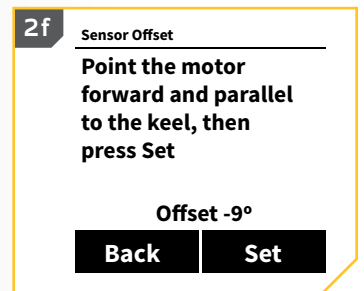 2f
Sensor Offset
Point the motor
forward and parallel
to the keel, then
press Set
Offset -9º
Back Set